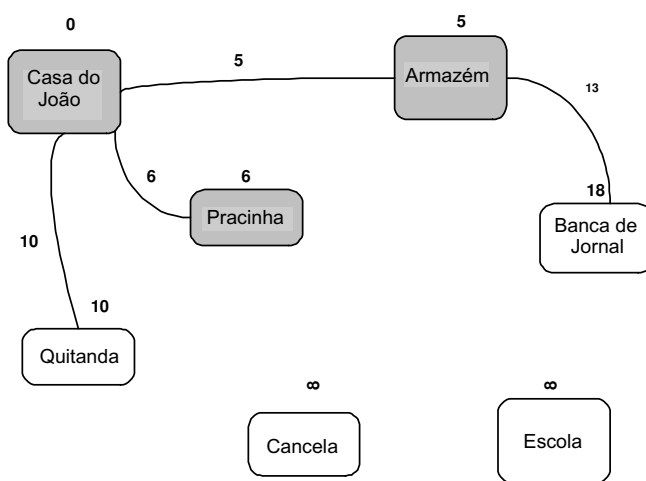 0
5
Casa do
João
5
Armazém
13
6
6
18
Pracinha
Banca de
Jornal
10
10
Quitanda
∞
∞
Cancela
Escola